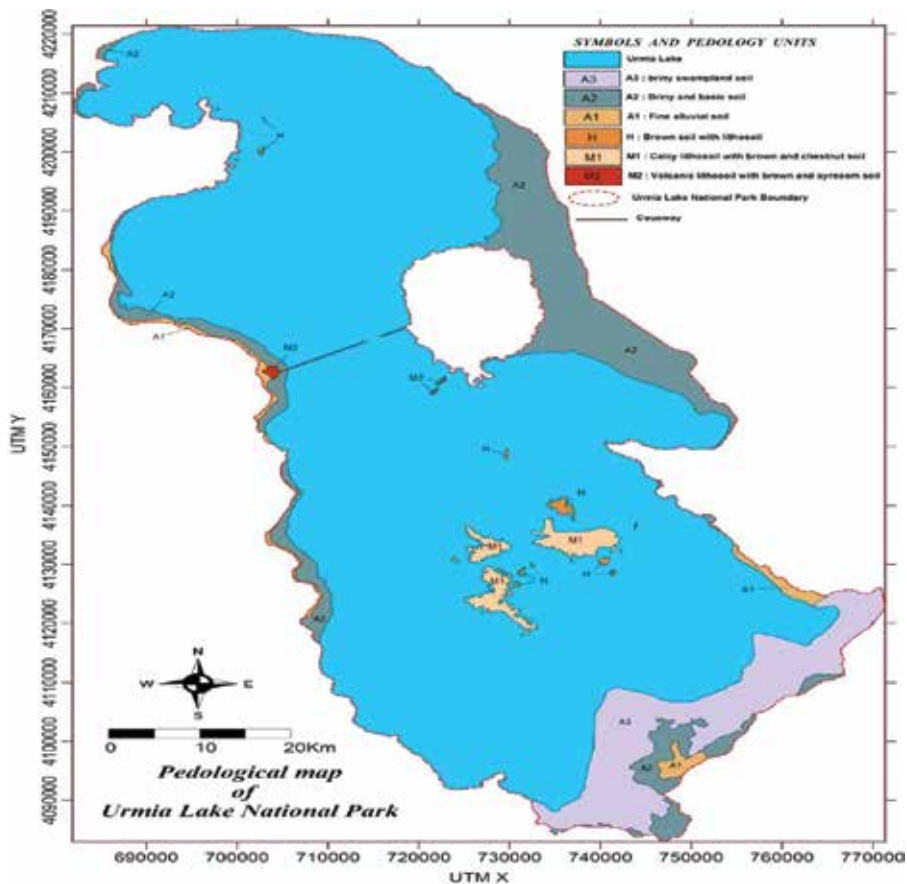 SYMBOLS AND PEDOLOGY UNITS
Urmia Lake
A3 A3 : briny swampland soil
A2 A2 : Briny and basic soil
A1 A1 : Fine alluvial soil
H H : Brown soil with lithosoil
M1 M1 : Calcy lithosoil with brown and chestnut soil
M2 M2 : Volcanic lithosoil with brown and syrosom soil
Urmia Lake National Park Boundary
Causway
UTM Y
4220000
4210000
4200000
4190000
4180000
4170000
4160000
4150000
4140000
4130000
4120000
4110000
4100000
4090000
A2
H
A2
A2
A1
M2
A2
M2
H
H
M1
M1
H
M1
H
H
A1
A2
A3
A2
A1
N
W E
S
0 10 20Km
Pedological map
of
Urmia Lake National Park
690000 700000 710000 720000 730000 740000 750000 760000 770000
UTM X